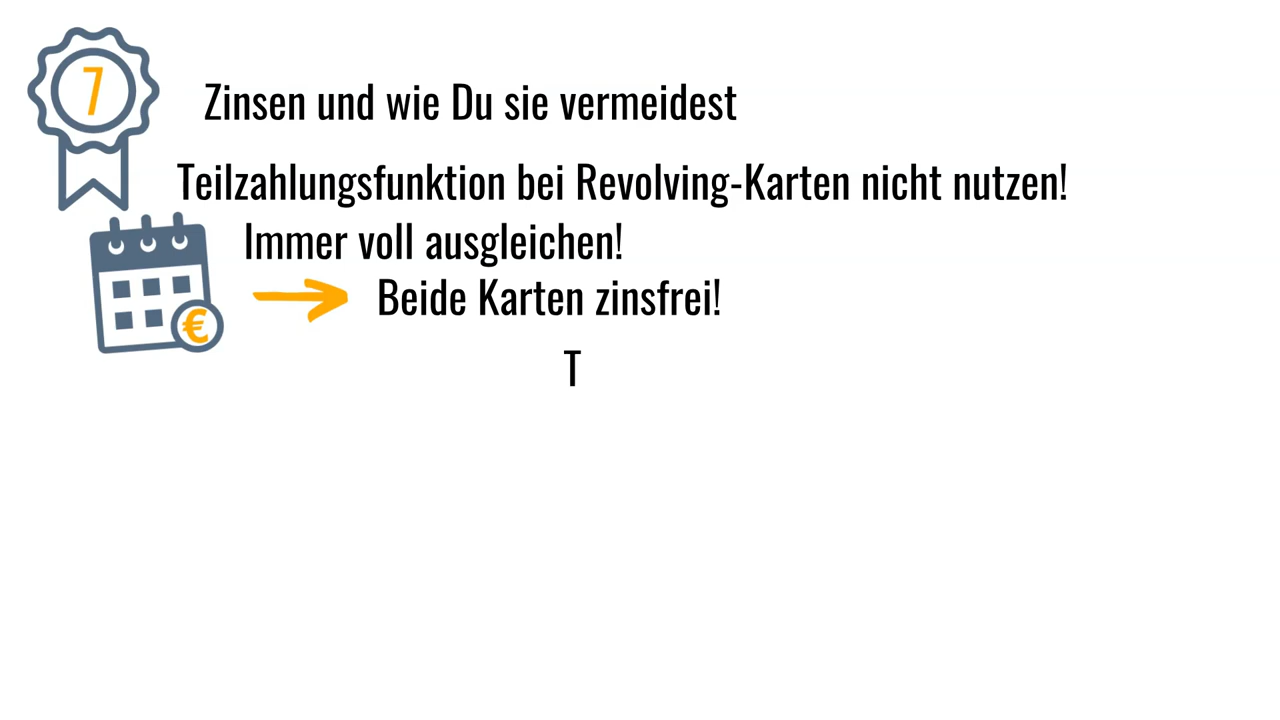 7
Zinsen und wie Du sie vermeidest
Teilzahlungsfunktion bei Revolving-Karten nicht nutzen!
Immer voll ausgleichen!
Beide Karten zinsfrei!
€
T